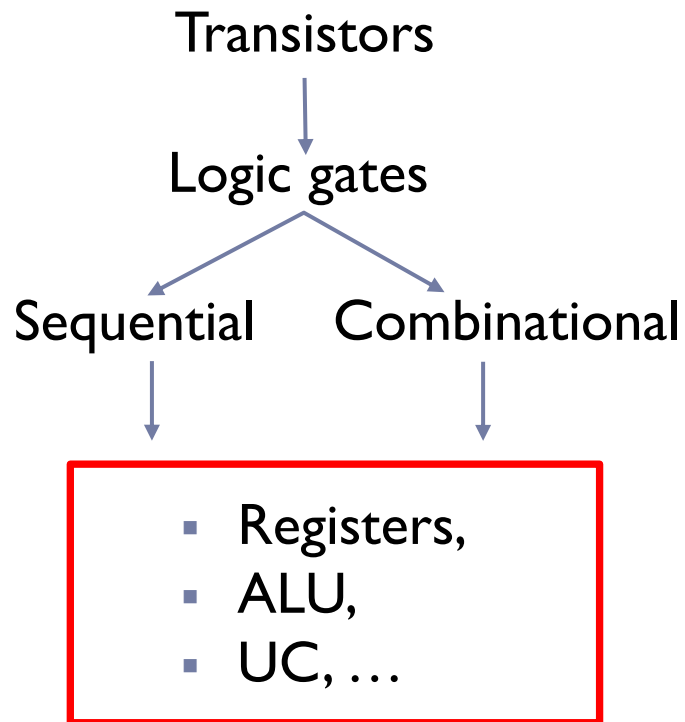 Transistors
Logic gates
Sequential Combinational
▪ Registers,
▪ ALU,
▪ UC, …